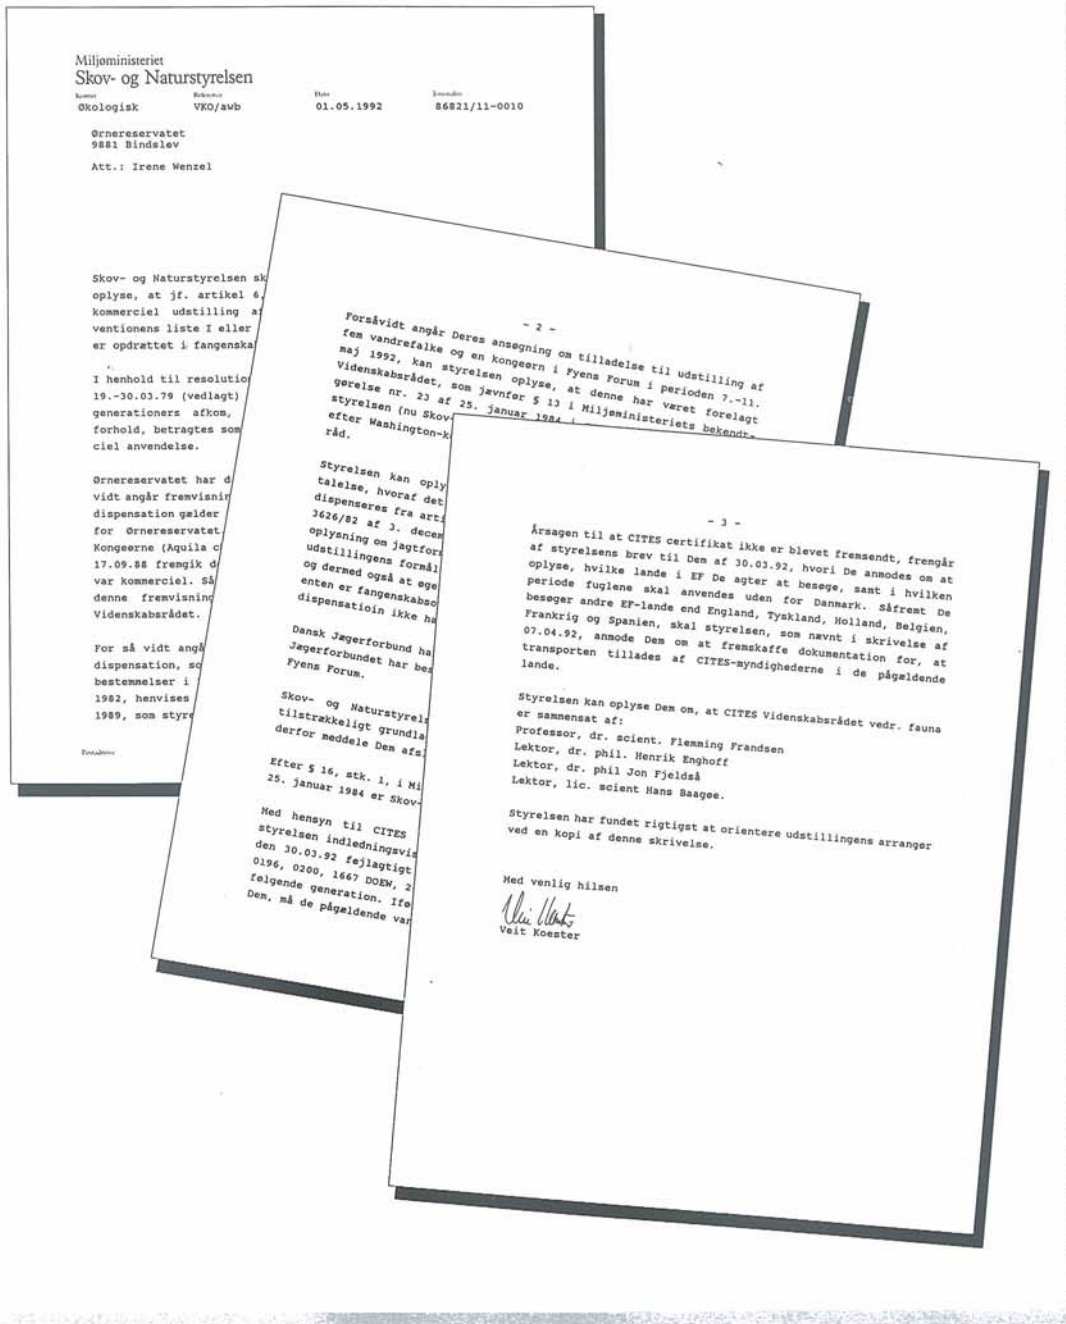 Miljøministeriet
Skov- og Naturstyrelsen
Økologisk VKO/awb 01.05.1992 86821/11-0010
Ørnereservatet
9881 Bindslev
Att.: Irene Wenzel
Skov- og Naturstyrelsen sk
oplyse, at jf. artikel 6,
kommerciel udstilling a
ventionens liste I eller
er opdrættet i fangenska
I henhold til resolutio
19.-30.03.79 (vedlagt)
generationers afkom,
forhold, betragtes som
ciel anvendelse.
Ørnereservatet har d
vidt angår fremvisnin
dispensation gælder
for Ørnereservatet.
Kongeørne (Aquila c
17.09.88 fremgik d
var kommerciel. Så
denne fremvisning
Videnskabsrådet.
For så vidt angå
dispensation, so
bestemmelser i
1982, henvises
1989, som styre
- 2 -
Forsåvidt angår Deres ansøgning om tilladelse til udstilling af
fem vandrefalke og en kongeørn i Fyens Forum i perioden 7.-11.
maj 1992, kan styrelsen oplyse, at denne har været forelagt
Videnskabsrådet, som jævnfør § 13 i Miljøministeriets bekendt-
gørelse nr. 23 af 25. januar 1984 i
styrelsen (nu Skov-
efter Washington-k
råd.
Styrelsen kan oply
talelse, hvoraf det
dispenseres fra arti
3626/82 af 3. decem
oplysning om jagtfor
udstillingens formål
og dermed også at øge
enten er fangenskabso
dispensatioin ikke ha
Dansk Jægerforbund ha
Jægerforbundet har bes
Fyens Forum.
Skov- og Naturstyrels
tilstrækkeligt grundla
derfor meddele Dem afs
Efter § 16, stk. 1, i Mi
25. januar 1984 er Skov-
Med hensyn til CITES
styrelsen indledningsvis
den 30.03.92 fejlagtigt
0196, 0200, 1667 DOEW, 2
følgende generation. Ifø
Dem, må de pågældende var
- 3 -
Årsagen til at CITES certifikat ikke er blevet fremsendt, fremgår
af styrelsens brev til Dem af 30.03.92, hvori De anmodes om at
oplyse, hvilke lande i EF De agter at besøge, samt i hvilken
periode fuglene skal anvendes uden for Danmark. Såfremt De
besøger andre EF-lande end England, Tyskland, Holland, Belgien,
Frankrig og Spanien, skal styrelsen, som nævnt i skrivelse af
07.04.92, anmode Dem om at fremskaffe dokumentation for, at
transporten tillades af CITES-myndighederne i de pågældende
lande.
Styrelsen kan oplyse Dem om, at CITES Videnskabsrådet vedr. fauna
er sammensat af:
Professor, dr. scient. Flemming Frandsen
Lektor, dr. phil. Henrik Enghoff
Lektor, dr. phil Jon Fjeldså
Lektor, lic. scient Hans Baagøe.
Styrelsen har fundet rigtigst at orientere udstillingens arrangør
ved en kopi af denne skrivelse.
Med venlig hilsen
Veit Koester